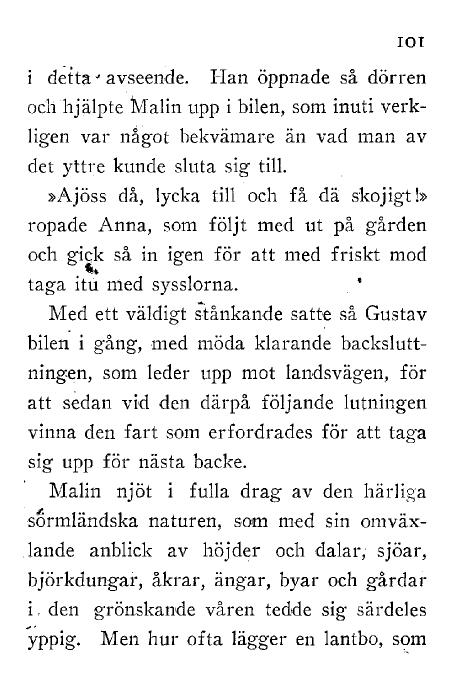 101
i detta avseende. Han öppnade så dörren
och hjälpte Malin upp i bilen, som inuti verk-
ligen var något bekvämare än vad man av
det yttre kunde sluta sig till.
»Ajöss då, lycka till och få dä skojigt!»
ropade Anna, som följt med ut på gården
och gick så in igen för att med friskt mod
taga itu med sysslorna.
Med ett väldigt stånkande satte så Gustav
bilen i gång, med möda klarande backslutt-
ningen, som leder upp mot landsvägen, för
att sedan vid den därpå följande lutningen
vinna den fart som erfordrades för att taga
sig upp för nästa backe.
Malin njöt i fulla drag av den härliga
sörmländska naturen, som med sin omväx-
lande anblick av höjder och dalar, sjöar,
björkdungar, åkrar, ängar, byar och gårdar
i den grönskande våren tedde sig särdeles
yppig. Men hur ofta lägger en lantbo, som